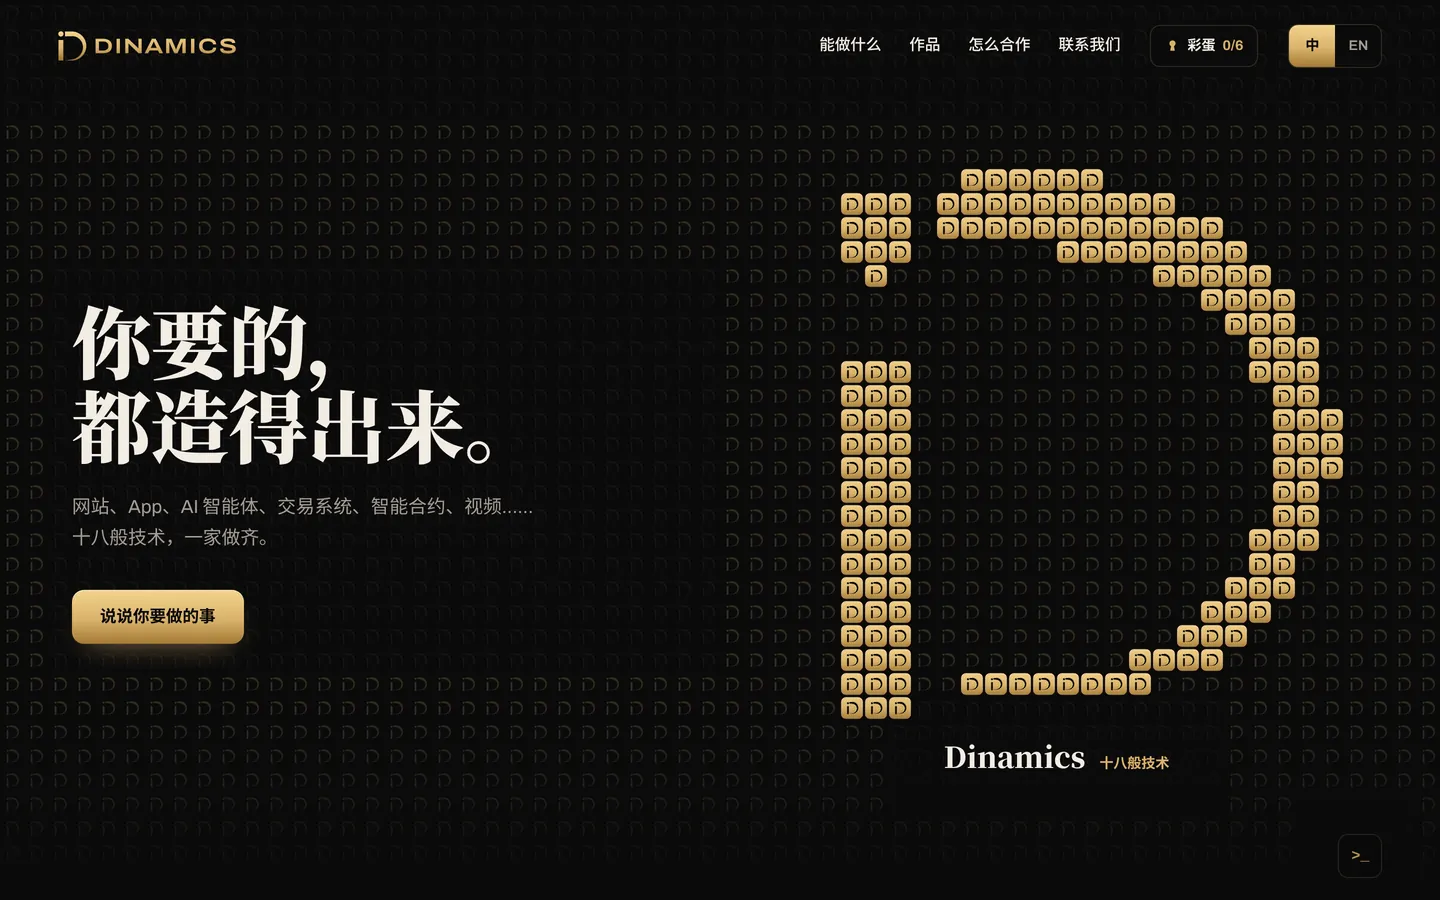 DINAMICS
能做什么
作品
怎么合作
联系我们
彩蛋 0/6
中
EN
你要的，
都造得出来。
网站、App、AI 智能体、交易系统、智能合约、视频……
十八般技术，一家做齐。
说说你要做的事
Dinamics 十八般技术
>_